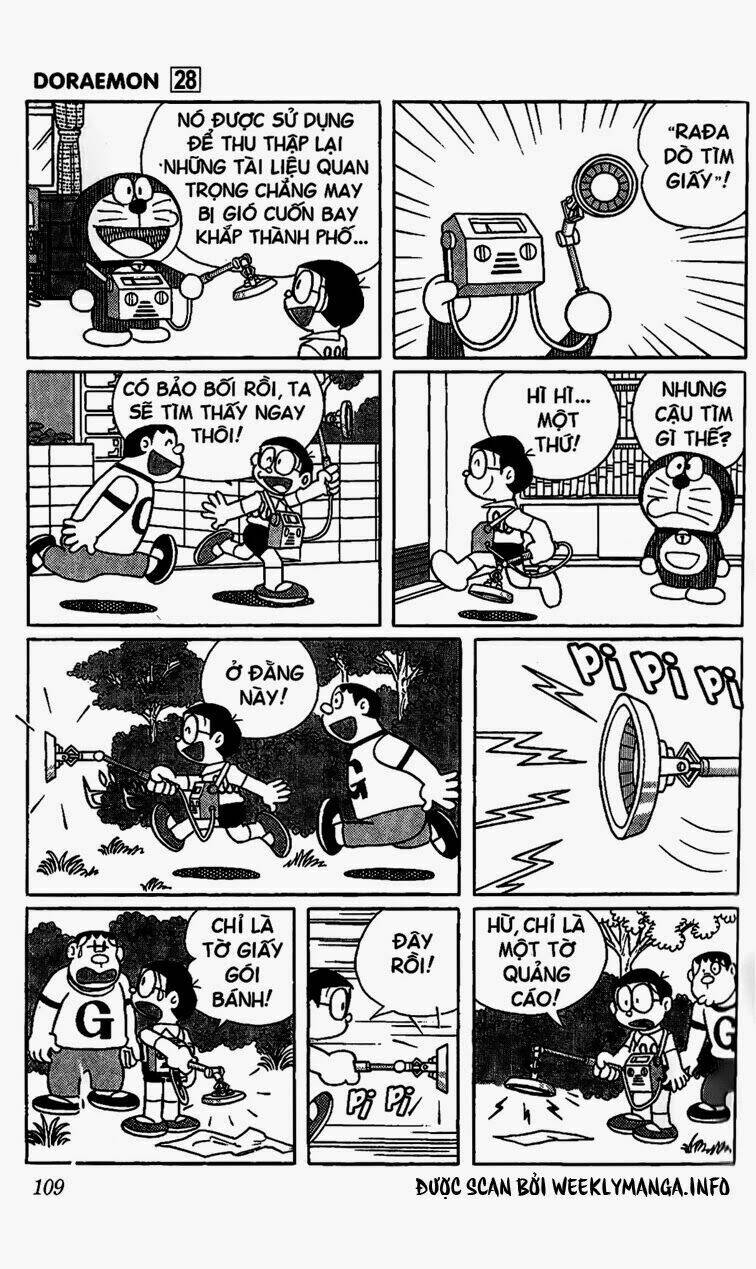 DORAEMON 28
"RAĐA
DÒ TÌM
GIẤY"!
NÓ ĐƯỢC SỬ DỤNG
ĐỂ THU THẬP LẠI
NHỮNG TÀI LIỆU QUAN
TRỌNG CHẲNG MAY
BỊ GIÓ CUỐN BAY
KHẮP THÀNH PHỐ...
NHƯNG
CẬU TÌM
GÌ THẾ?
HÌ HÌ...
MỘT
THỨ!
CÓ BẢO BỐI RỒI, TA
SẼ TÌM THẤY NGAY
THÔI!
Pi Pi Pi
Ở ĐẰNG
NÀY!
G
HỪ, CHỈ LÀ
MỘT TỜ
QUẢNG
CÁO!
G
ĐÂY
RỒI!
Pi Pi
CHỈ LÀ
TỜ GIẤY
GÓI
BÁNH!
G
109
ĐƯỢC SCAN BỞI WEEKLYMANGA.INFO